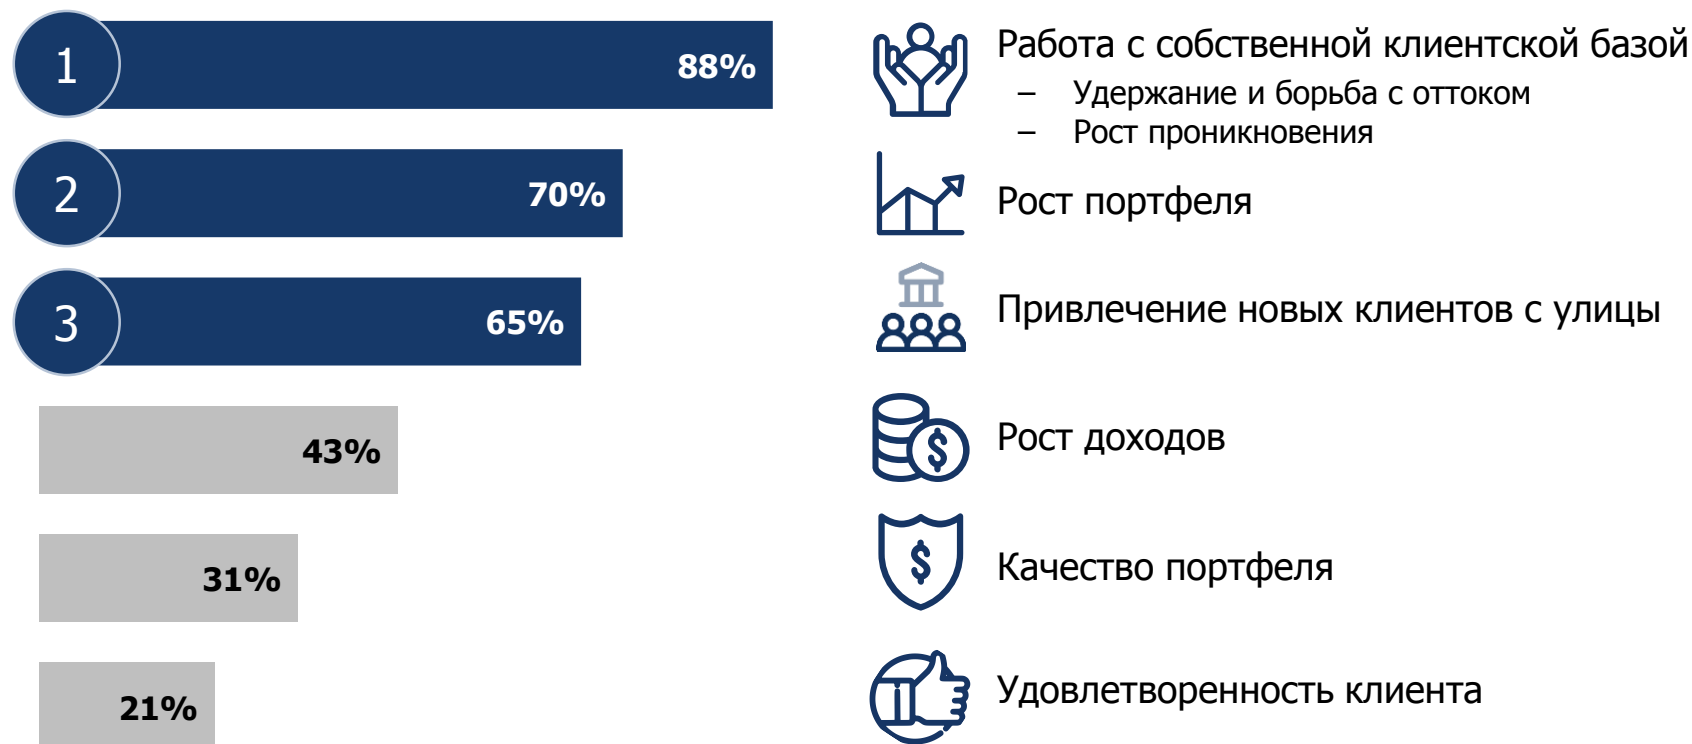 1
88%
Работа с собственной клиентской базой
– Удержание и борьба с оттоком
– Рост проникновения
2
70%
Рост портфеля
3
65%
Привлечение новых клиентов с улицы
43%
$
Рост доходов
31%
$
Качество портфеля
21%
Удовлетворенность клиента